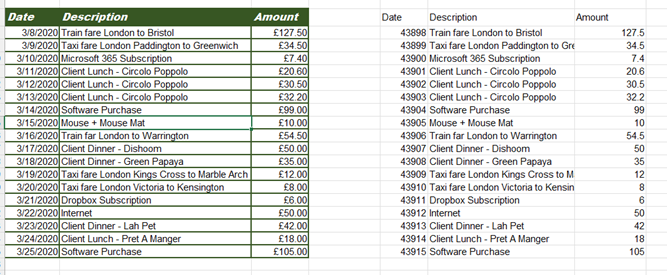 Date Description Amount Date Description Amount
3/8/2020 Train fare London to Bristol £127.50 43898 Train fare London to Bristol 127.5
3/9/2020 Taxi fare London Paddington to Greenwich £34.50 43899 Taxi fare London Paddington to Gre 34.5
3/10/2020 Microsoft 365 Subscription £7.40 43900 Microsoft 365 Subscription 7.4
3/11/2020 Client Lunch - Circolo Poppolo £20.60 43901 Client Lunch - Circolo Poppolo 20.6
3/12/2020 Client Lunch - Circolo Poppolo £30.50 43902 Client Lunch - Circolo Poppolo 30.5
3/13/2020 Client Lunch - Circolo Poppolo £32.20 43903 Client Lunch - Circolo Poppolo 32.2
3/14/2020 Software Purchase £99.00 43904 Software Purchase 99
3/15/2020 Mouse + Mouse Mat £10.00 43905 Mouse + Mouse Mat 10
3/16/2020 Train far London to Warrington £54.50 43906 Train far London to Warrington 54.5
3/17/2020 Client Dinner - Dishoom £50.00 43907 Client Dinner - Dishoom 50
3/18/2020 Client Dinner - Green Papaya £35.00 43908 Client Dinner - Green Papaya 35
3/19/2020 Taxi fare London Kings Cross to Marble Arch £12.00 43909 Taxi fare London Kings Cross to M 12
3/20/2020 Taxi fare London Victoria to Kensington £8.00 43910 Taxi fare London Victoria to Kensin 8
3/21/2020 Dropbox Subscription £6.00 43911 Dropbox Subscription 6
3/22/2020 Internet £50.00 43912 Internet 50
3/23/2020 Client Dinner - Lah Pet £42.00 43913 Client Dinner - Lah Pet 42
3/24/2020 Client Lunch - Pret A Manger £18.00 43914 Client Lunch - Pret A Manger 18
3/25/2020 Software Purchase £105.00 43915 Software Purchase 105